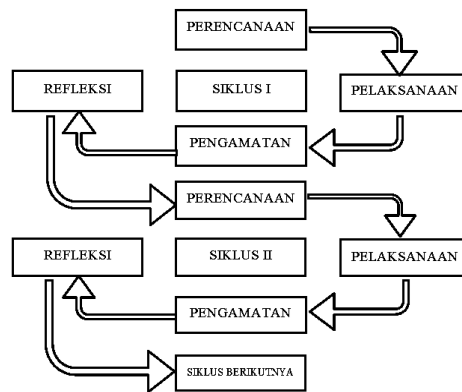 PERENCANAAN
REFLEKSI
SIKLUS I
PELAKSANAAN
PENGAMATAN
PERENCANAAN
REFLEKSI
SIKLUS II
PELAKSANAAN
PENGAMATAN
SIKLUS BERIKUTNYA